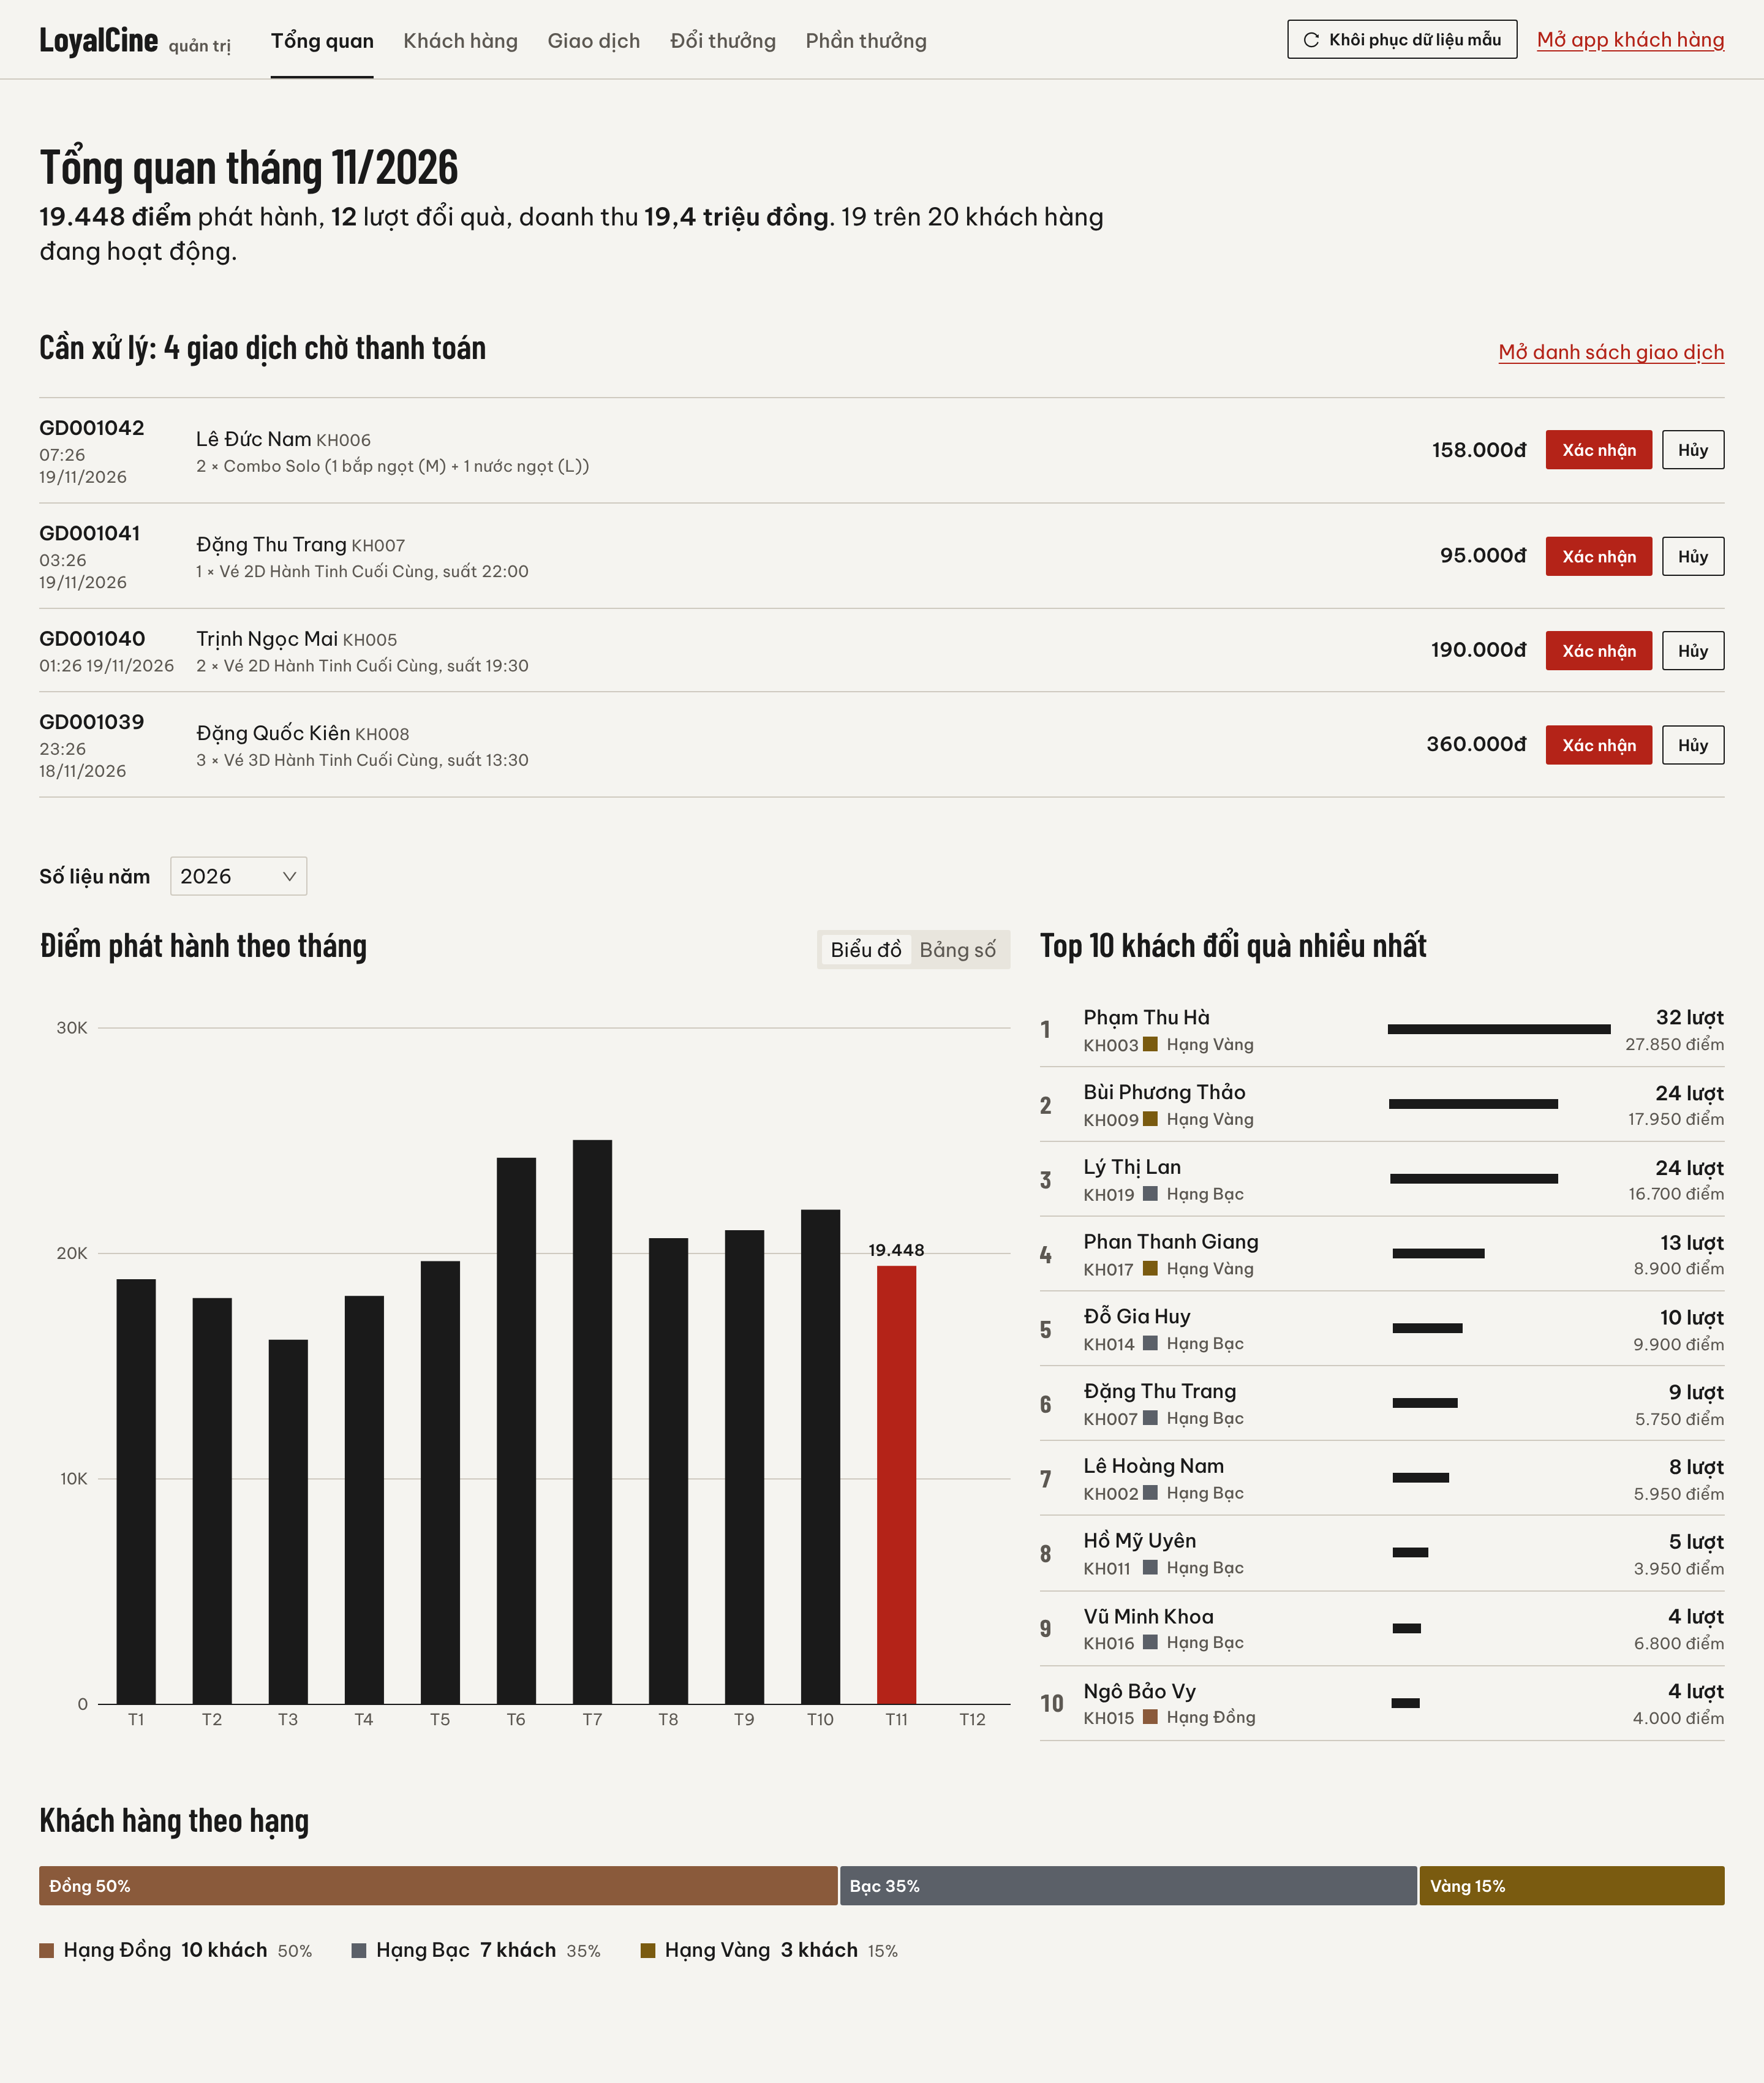 LoyalCine quản trị Tổng quan Khách hàng Giao dịch Đổi thưởng Phần thưởng Khôi phục dữ liệu mẫu Mở app khách hàng
Tổng quan tháng 11/2026
19.448 điểm phát hành, 12 lượt đổi quà, doanh thu 19,4 triệu đồng. 19 trên 20 khách hàng
đang hoạt động.
Cần xử lý: 4 giao dịch chờ thanh toán Mở danh sách giao dịch
GD001042
07:26
19/11/2026
Lê Đức Nam KH006
2 × Combo Solo (1 bắp ngọt (M) + 1 nước ngọt (L))
158.000đ Xác nhận Hủy
GD001041
03:26
19/11/2026
Đặng Thu Trang KH007
1 × Vé 2D Hành Tinh Cuối Cùng, suất 22:00
95.000đ Xác nhận Hủy
GD001040
01:26 19/11/2026
Trịnh Ngọc Mai KH005
2 × Vé 2D Hành Tinh Cuối Cùng, suất 19:30
190.000đ Xác nhận Hủy
GD001039
23:26
18/11/2026
Đặng Quốc Kiên KH008
3 × Vé 3D Hành Tinh Cuối Cùng, suất 13:30
360.000đ Xác nhận Hủy
Số liệu năm 2026
Điểm phát hành theo tháng Biểu đồ Bảng số
30K
20K
10K
0
19.448
T1 T2 T3 T4 T5 T6 T7 T8 T9 T10 T11 T12
Top 10 khách đổi quà nhiều nhất
1 Phạm Thu Hà 32 lượt
KH003 Hạng Vàng 27.850 điểm
2 Bùi Phương Thảo 24 lượt
KH009 Hạng Vàng 17.950 điểm
3 Lý Thị Lan 24 lượt
KH019 Hạng Bạc 16.700 điểm
4 Phan Thanh Giang 13 lượt
KH017 Hạng Vàng 8.900 điểm
5 Đỗ Gia Huy 10 lượt
KH014 Hạng Bạc 9.900 điểm
6 Đặng Thu Trang 9 lượt
KH007 Hạng Bạc 5.750 điểm
7 Lê Hoàng Nam 8 lượt
KH002 Hạng Bạc 5.950 điểm
8 Hồ Mỹ Uyên 5 lượt
KH011 Hạng Bạc 3.950 điểm
9 Vũ Minh Khoa 4 lượt
KH016 Hạng Bạc 6.800 điểm
10 Ngô Bảo Vy 4 lượt
KH015 Hạng Đồng 4.000 điểm
Khách hàng theo hạng
Đồng 50% Bạc 35% Vàng 15%
Hạng Đồng 10 khách 50% Hạng Bạc 7 khách 35% Hạng Vàng 3 khách 15%